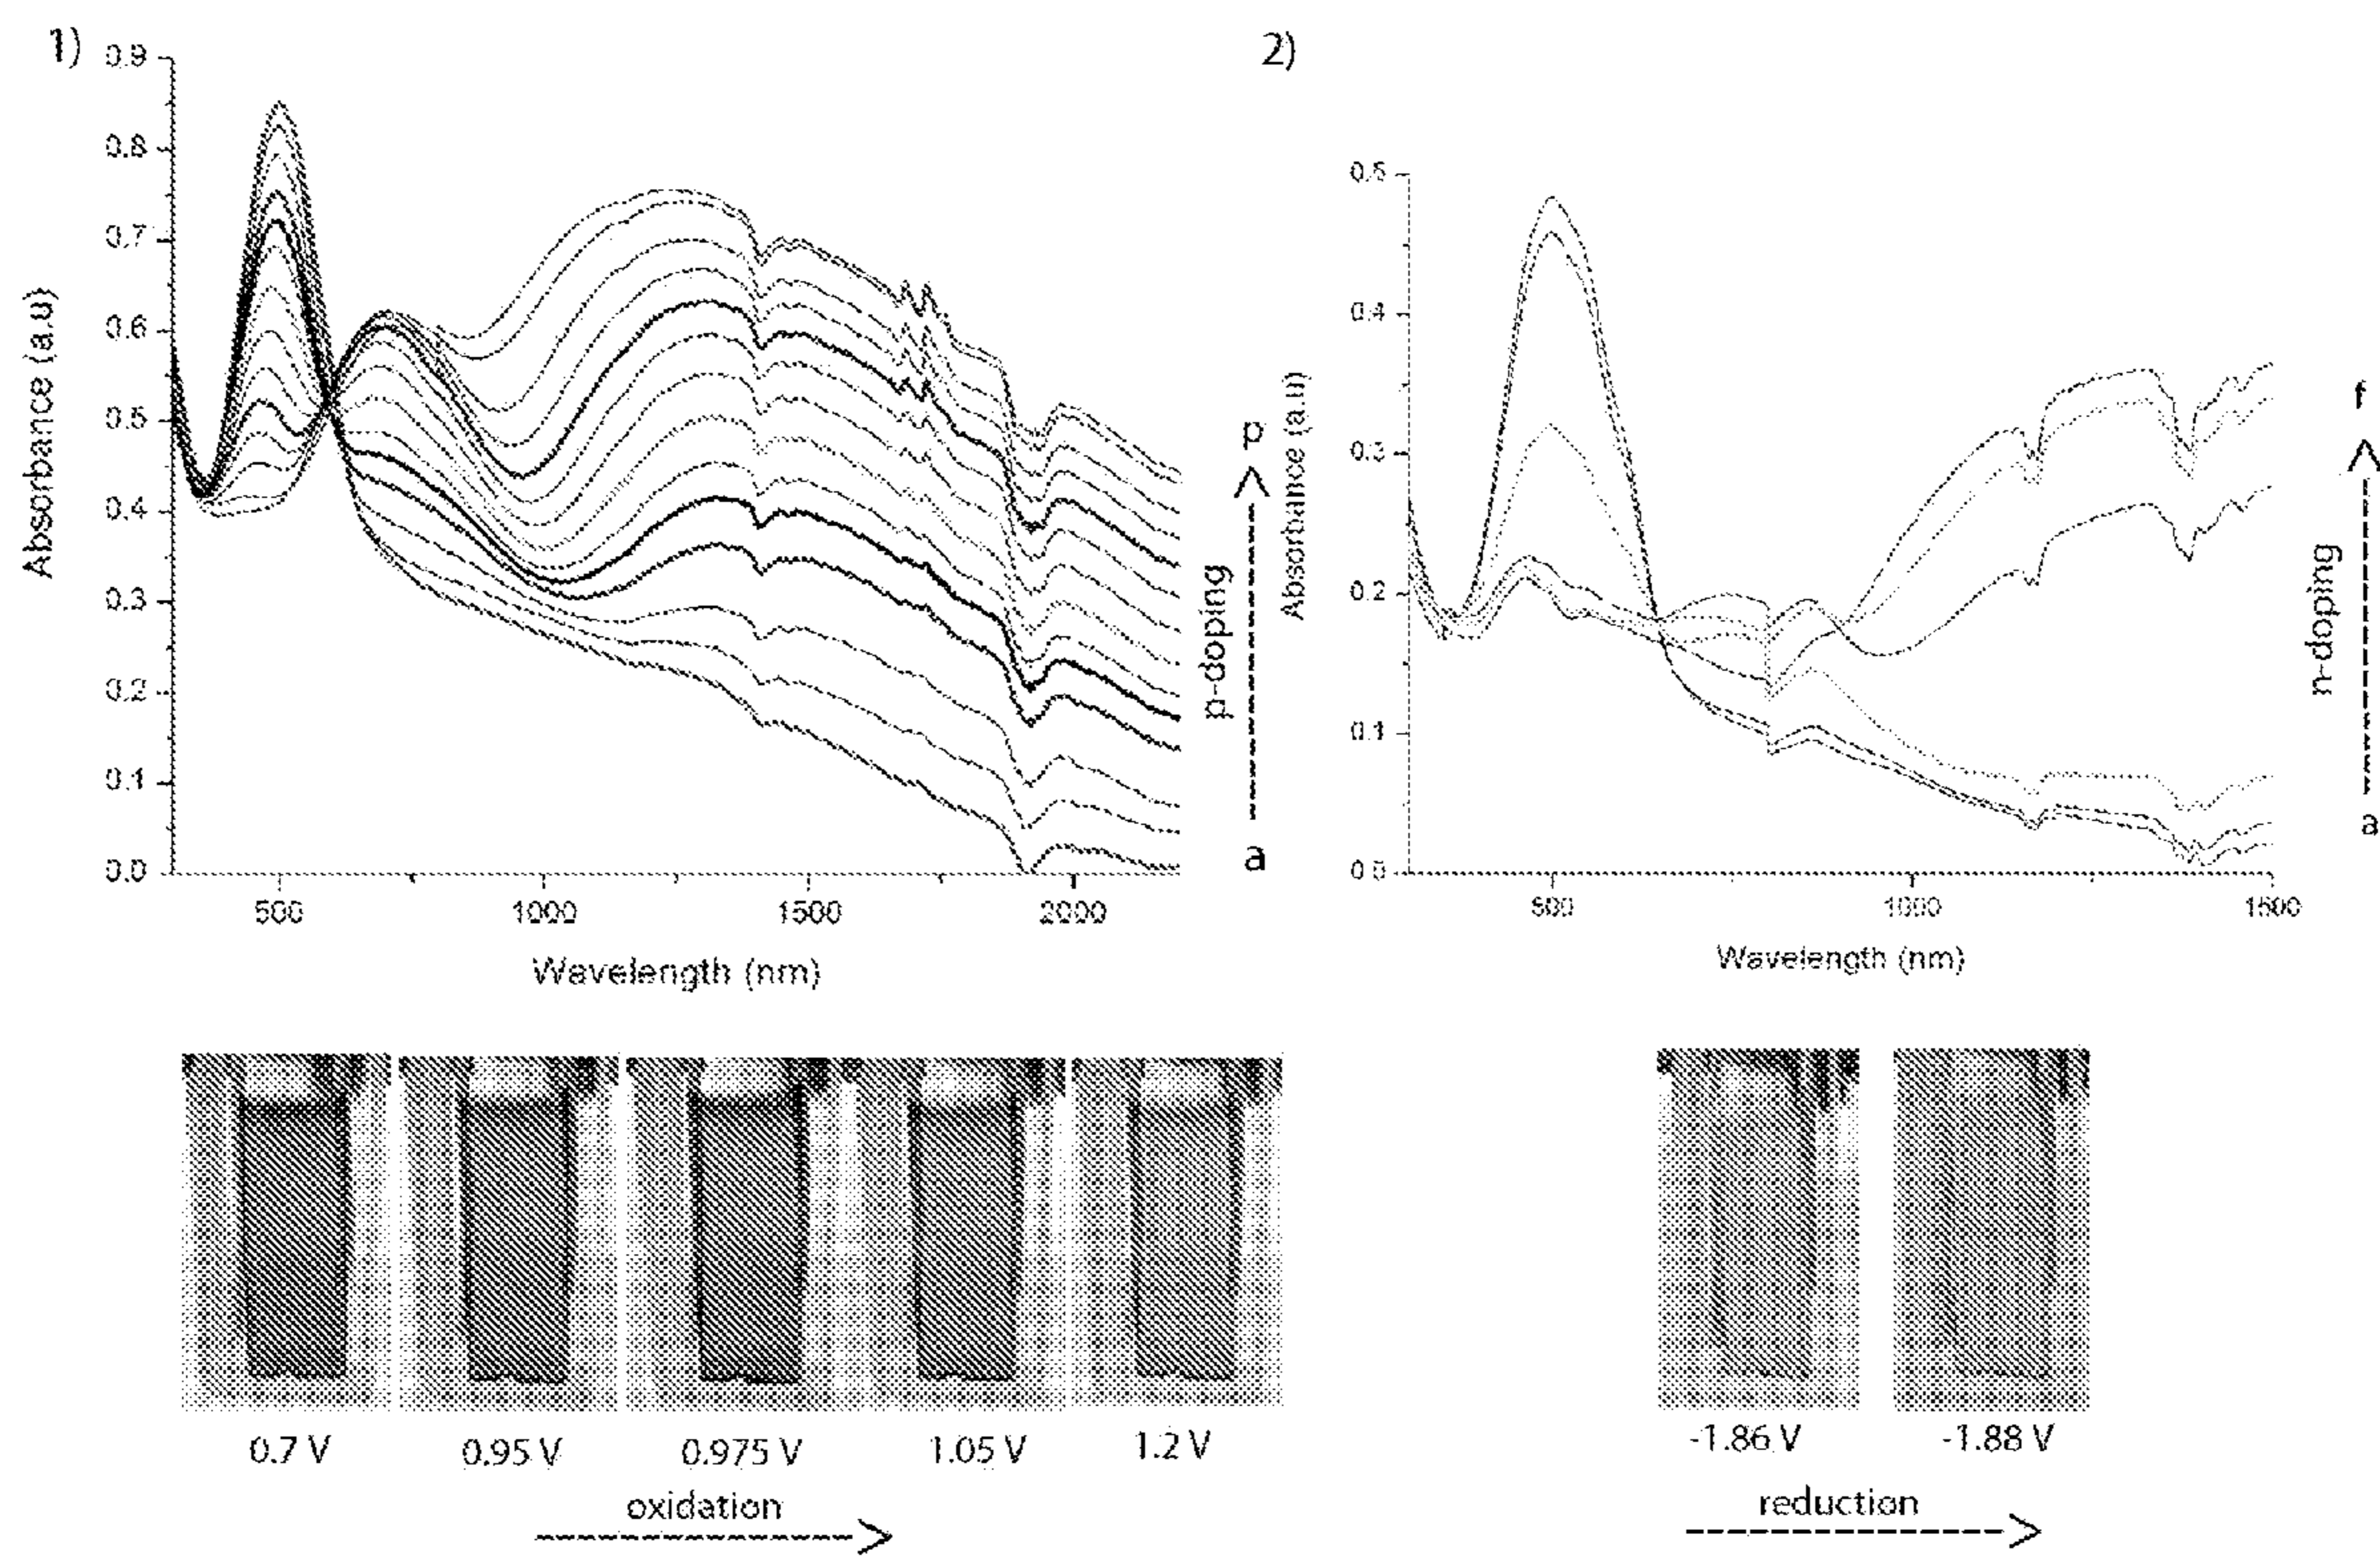 1)
0.9
0.8
0.7
0.6
0.5
0.4
0.3
0.2
0.1
0.0
Absorbance (a.u)
500
1000
1500
2000
Wavelength (nm)
p
p-doping
a
2)
0.5
0.4
0.3
0.2
0.1
0.0
Absorbance (a.u)
500
1000
1500
Wavelength (nm)
f
n-doping
a
0.7 V
0.95 V
0.975 V
1.05 V
1.2 V
oxidation
-1.86 V
-1.88 V
reduction